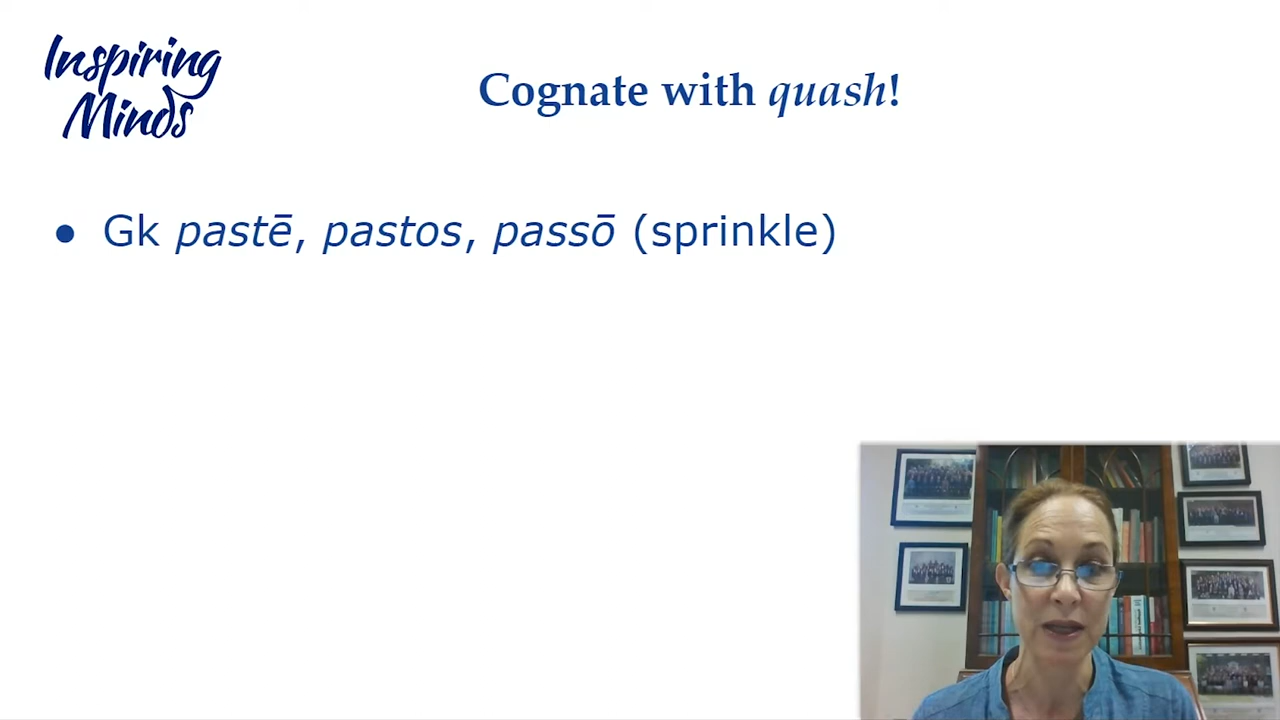 Inspiring
Minds
Cognate with quash!
● Gk pastē, pastos, passō (sprinkle)